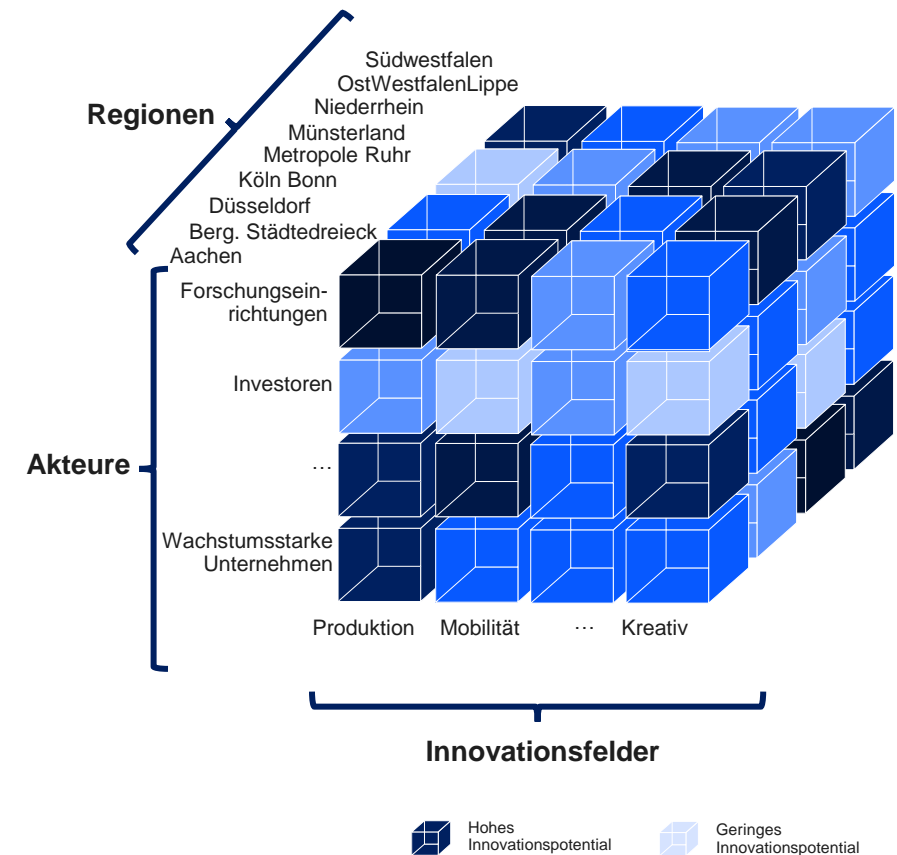 Regionen
Südwestfalen
OstWestfalenLippe
Niederrhein
Münsterland
Metropole Ruhr
Köln Bonn
Düsseldorf
Berg. Städtedreieck
Aachen
Akteure
Forschungsein-
richtungen
Investoren
...
Wachstumsstarke
Unternehmen
Produktion Mobilität ... Kreativ
Innovationsfelder
Hohes
Innovationspotential
Geringes
Innovationspotential